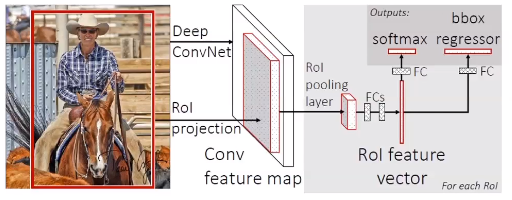 Deep
ConvNet
RoI
projection
Conv
feature map
RoI
pooling
layer
FCs
RoI feature
vector
Outputs:
softmax
bbox
regressor
FC
FC
For each RoI